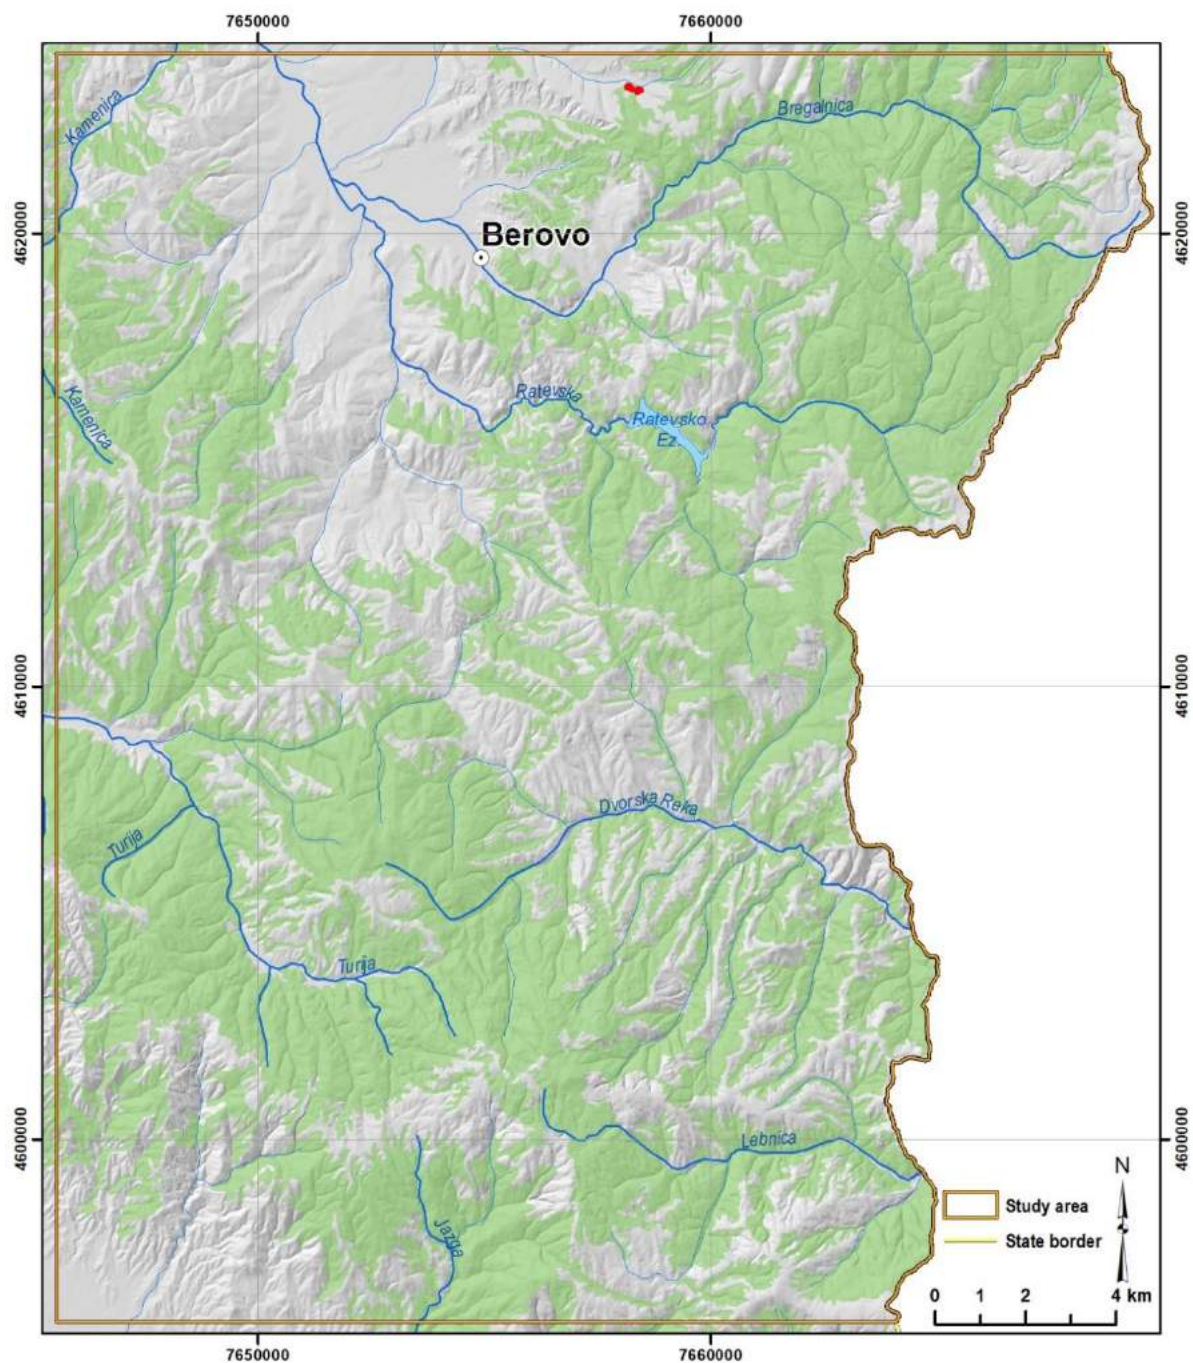 7650000
7660000
Kamenica
Bregalnica
4620000
Berovo
4620000
Kamenica
Ratevska
Ratevsko
Ez.
4610000
4610000
Dvorska Reka
Turija
Turija
4600000
Lebnica
4600000
Jazga
N
Study area
State border
0 1 2 4 km
7650000
7660000